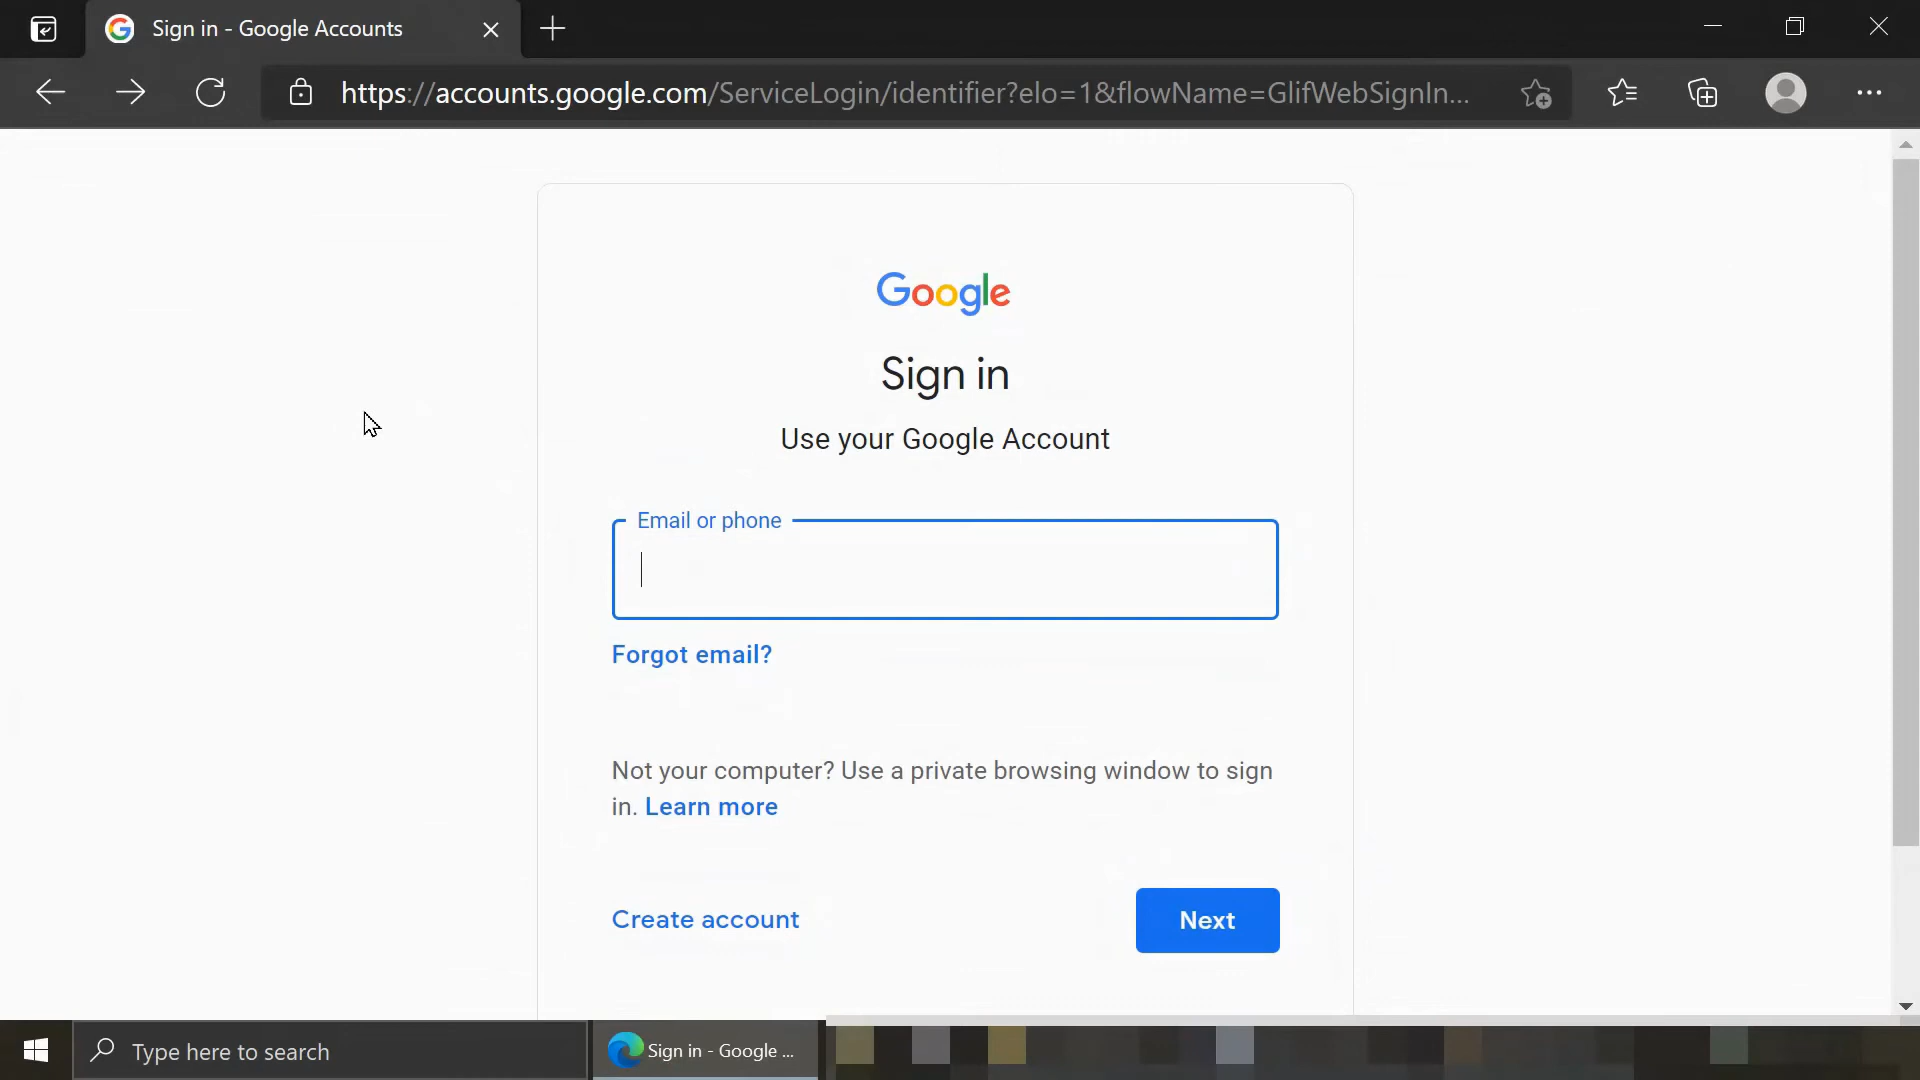 Sign in - Google Accounts
https://accounts.google.com/ServiceLogin/identifier?elo=1&flowName=GlifWebSignIn...
Google
Sign in
Use your Google Account
Email or phone
Forgot email?
Not your computer? Use a private browsing window to sign
in. Learn more
Create account
Next
Type here to search
Sign in - Google ...